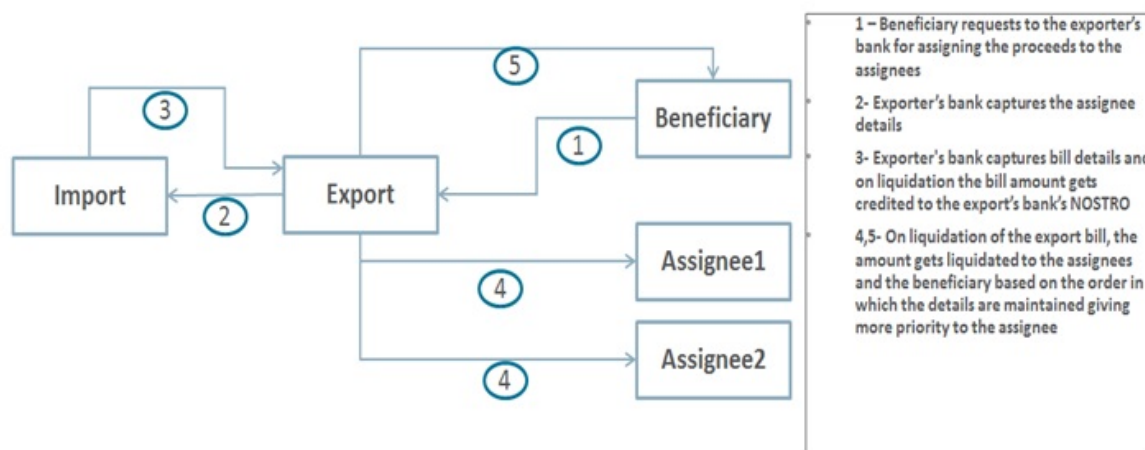 5
3
Beneficiary
1
Import
Export
2
Assignee1
4
Assignee2
4
1 – Beneficiary requests to the exporter's
bank for assigning the proceeds to the
assignees
2- Exporter's bank captures the assignee
details
3- Exporter's bank captures bill details and
on liquidation the bill amount gets
credited to the export's bank's NOSTRO
4,5- On liquidation of the export bill, the
amount gets liquidated to the assignees
and the beneficiary based on the order in
which the details are maintained giving
more priority to the assignee